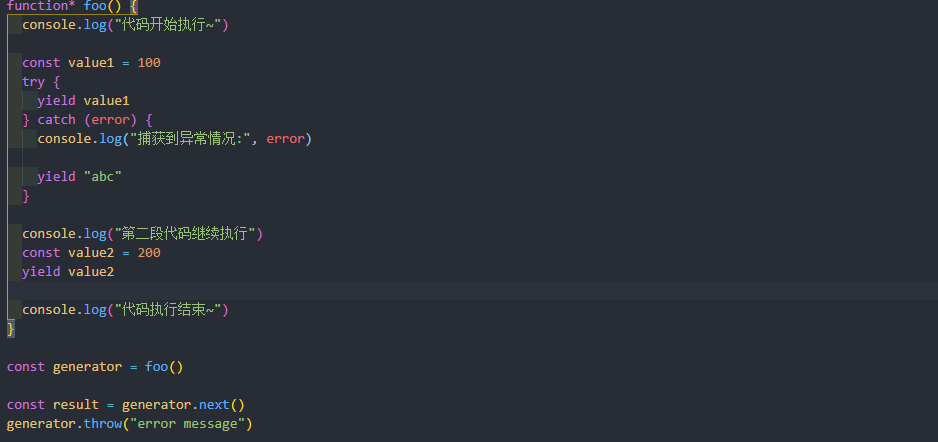 function* foo() {
  console.log("代码开始执行~")
  const value1 = 100
  try {
    yield value1
  } catch (error) {
    console.log("捕获到异常情况:", error)
    yield "abc"
  }
  console.log("第二段代码继续执行")
  const value2 = 200
  yield value2
  console.log("代码执行结束~")
}
const generator = foo()
const result = generator.next()
generator.throw("error message")